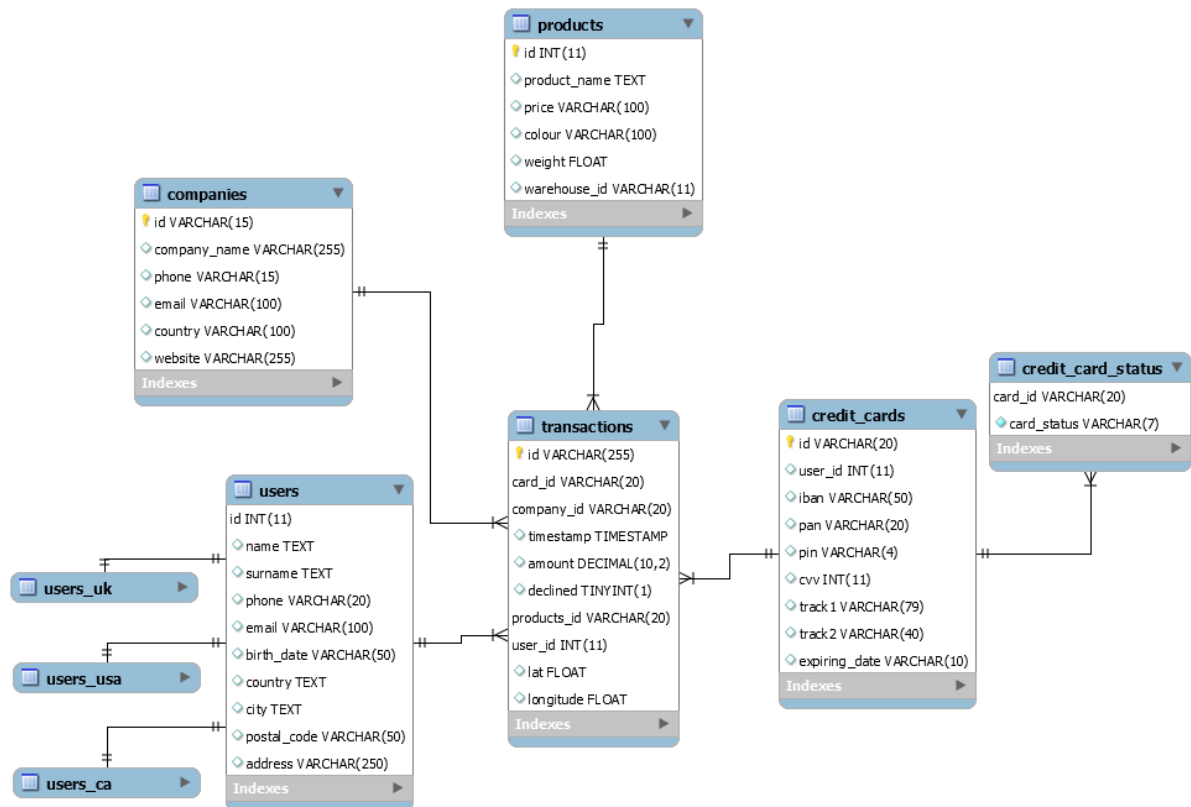 products
id INT(11)
product_name TEXT
price VARCHAR(100)
colour VARCHAR(100)
weight FLOAT
warehouse_id VARCHAR(11)
Indexes
companies
id VARCHAR(15)
company_name VARCHAR(255)
phone VARCHAR(15)
email VARCHAR(100)
country VARCHAR(100)
website VARCHAR(255)
Indexes
users
id INT(11)
name TEXT
surname TEXT
phone VARCHAR(20)
email VARCHAR(100)
birth_date VARCHAR(50)
country TEXT
city TEXT
postal_code VARCHAR(50)
address VARCHAR(250)
Indexes
users_uk
users_usa
users_ca
transactions
id VARCHAR(255)
card_id VARCHAR(20)
company_id VARCHAR(20)
timestamp TIMESTAMP
amount DECIMAL(10,2)
declined TINYINT(1)
products_id VARCHAR(20)
user_id INT(11)
lat FLOAT
longitude FLOAT
Indexes
credit_cards
id VARCHAR(20)
user_id INT(11)
iban VARCHAR(50)
pan VARCHAR(20)
pin VARCHAR(4)
cvv INT(11)
track1 VARCHAR(79)
track2 VARCHAR(40)
expiring_date VARCHAR(10)
Indexes
credit_card_status
card_id VARCHAR(20)
card_status VARCHAR(7)
Indexes